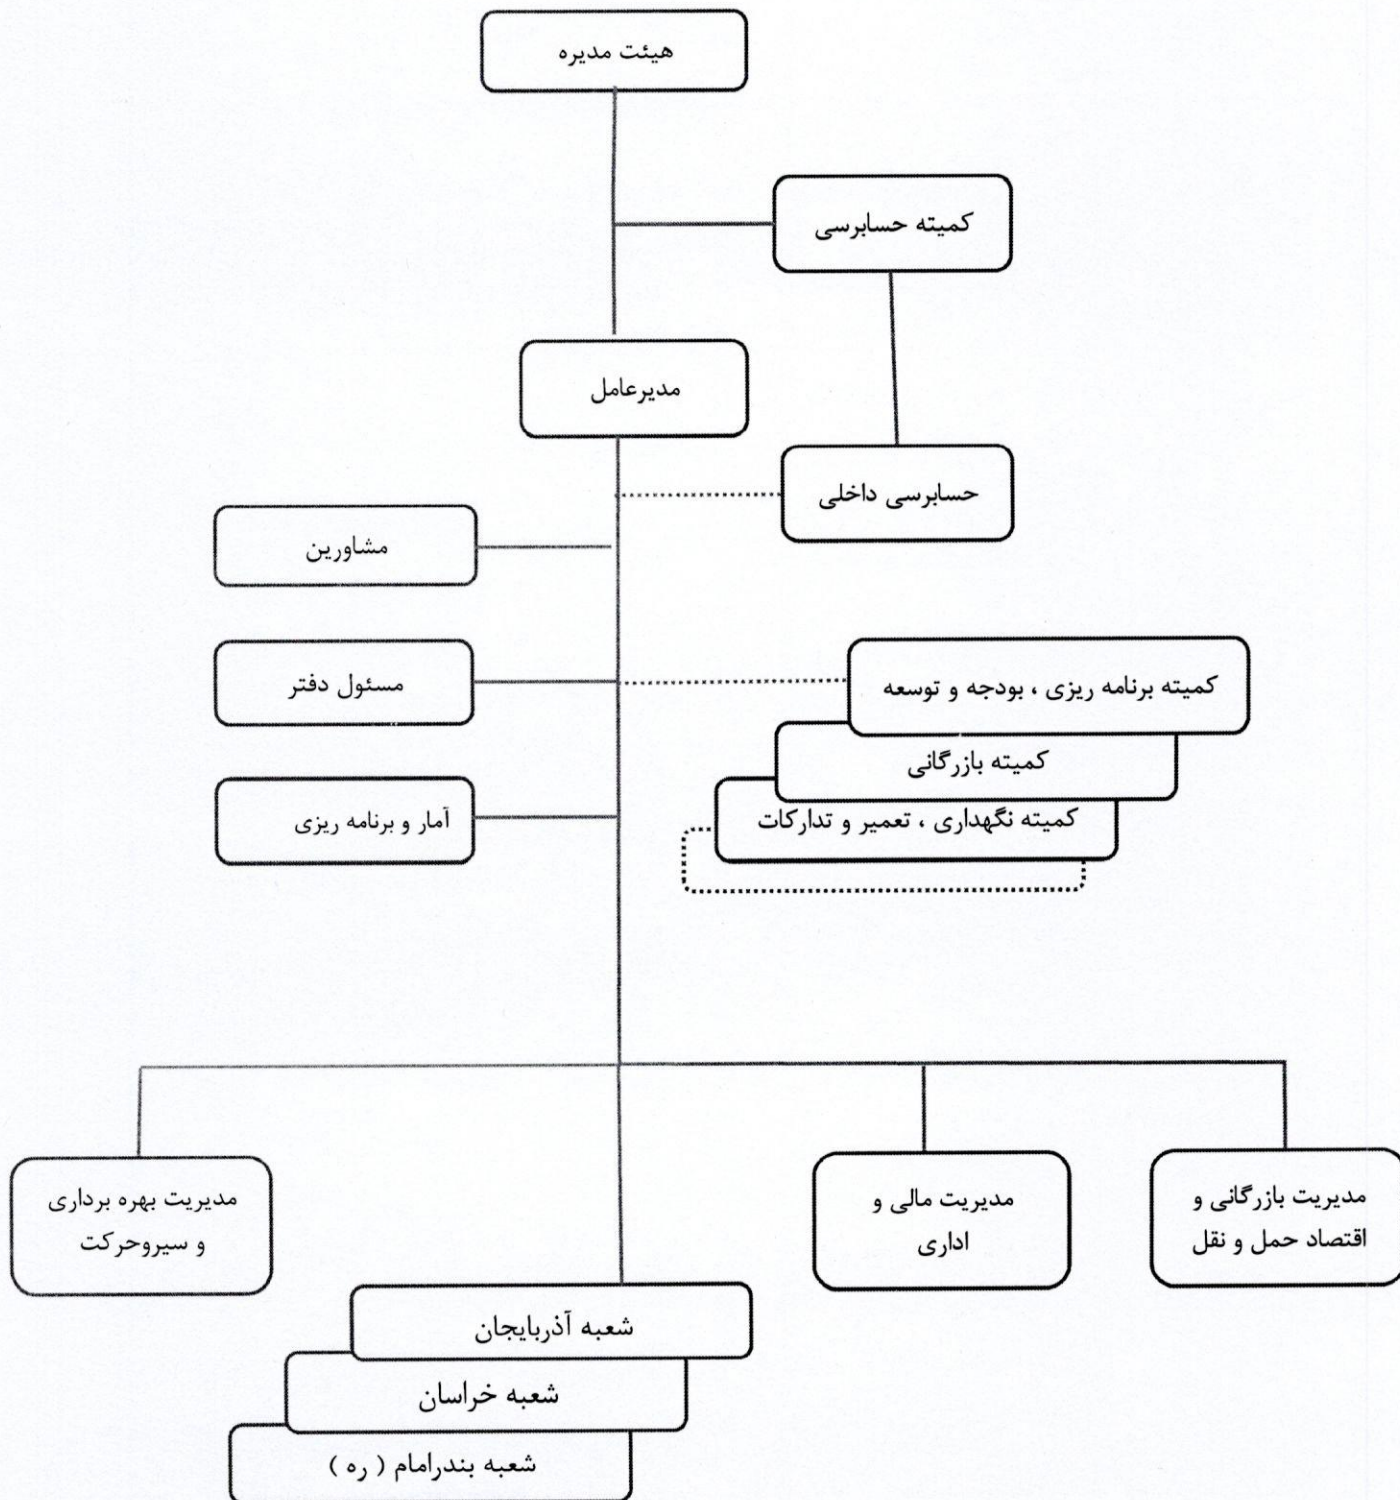 هیئت مدیره
کمیته حسابرسی
مدیرعامل
حسابرسی داخلی
مشاورین
مسئول دفتر
کمیته برنامه ریزی ، بودجه و توسعه
کمیته بازرگانی
کمیته نگهداری ، تعمیر و تدارکات
آمار و برنامه ریزی
مدیریت بازرگانی و
اقتصاد حمل و نقل
مدیریت مالی و
اداری
مدیریت بهره برداری
و سیروحرکت
شعبه آذربایجان
شعبه خراسان
شعبه بندرامام ( ره )